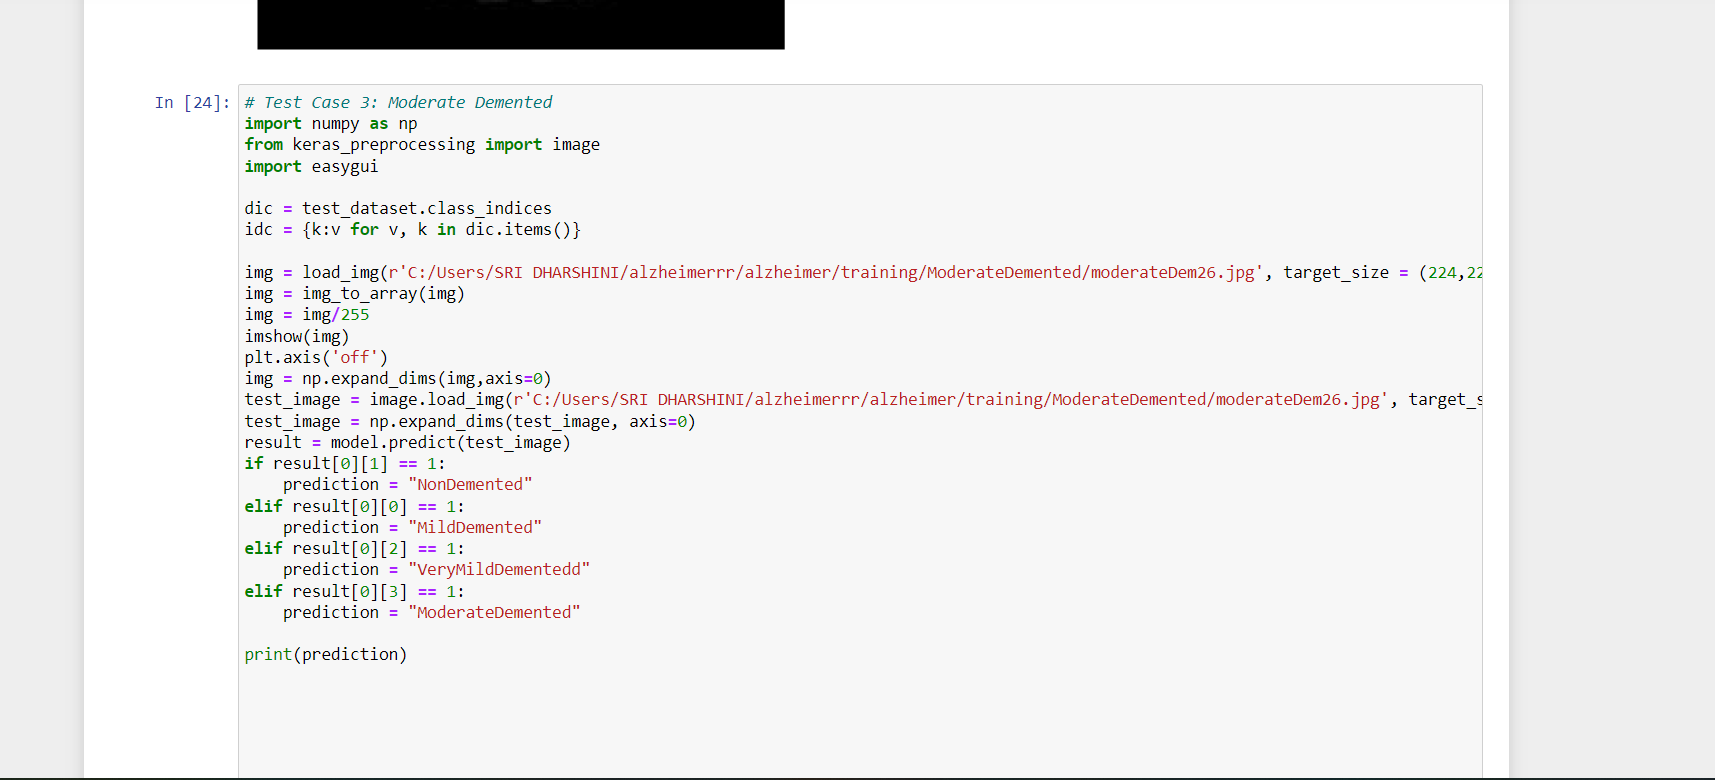 In [24]: # Test Case 3: Moderate Demented
import numpy as np
from keras_preprocessing import image
import easygui
dic = test_dataset.class_indices
idc = {k:v for v, k in dic.items()}
img = load_img(r'C:/Users/SRI DHARSHINI/alzheimerrr/alzheimer/training/ModerateDemented/moderateDem26.jpg', target_size = (224,22
img = img_to_array(img)
img = img/255
imshow(img)
plt.axis('off')
img = np.expand_dims(img,axis=0)
test_image = image.load_img(r'C:/Users/SRI DHARSHINI/alzheimerrr/alzheimer/training/ModerateDemented/moderateDem26.jpg', target_s
test_image = np.expand_dims(test_image, axis=0)
result = model.predict(test_image)
if result[0][1] == 1:
    prediction = "NonDemented"
elif result[0][0] == 1:
    prediction = "MildDemented"
elif result[0][2] == 1:
    prediction = "VeryMildDementedd"
elif result[0][3] == 1:
    prediction = "ModerateDemented"
print(prediction)